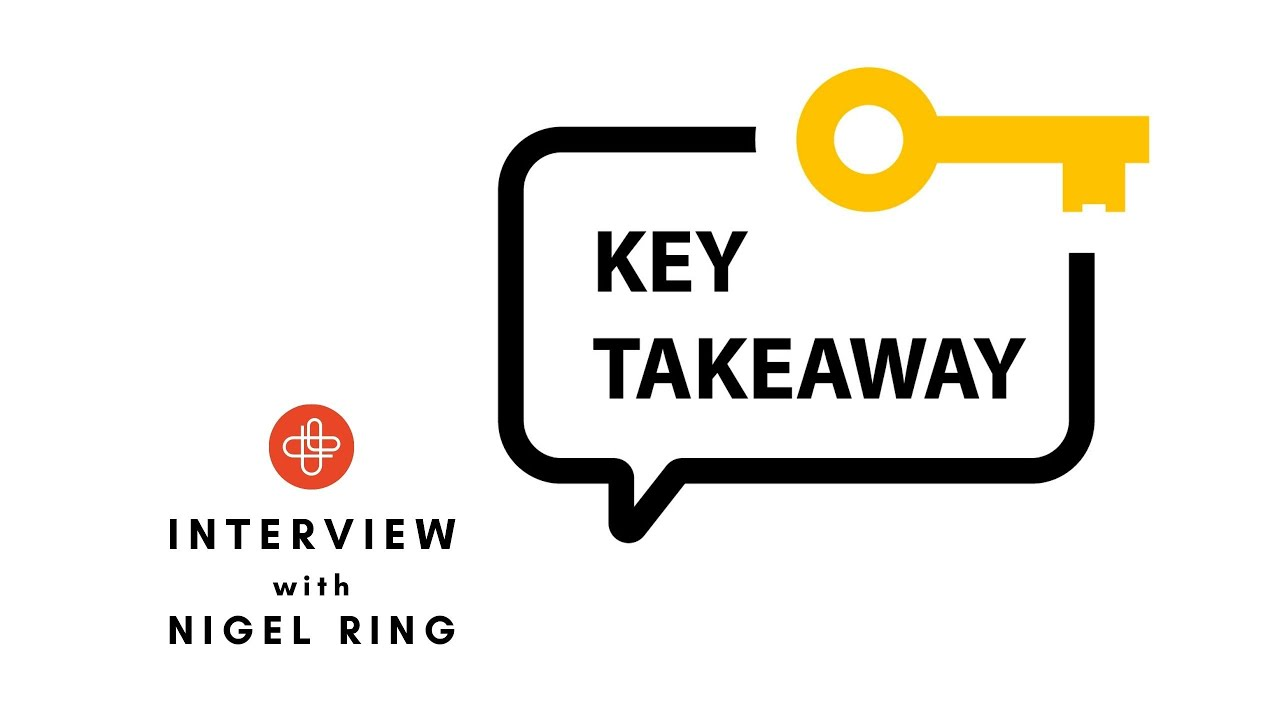 KEY
TAKEAWAY
INTERVIEW
with
NIGEL RING